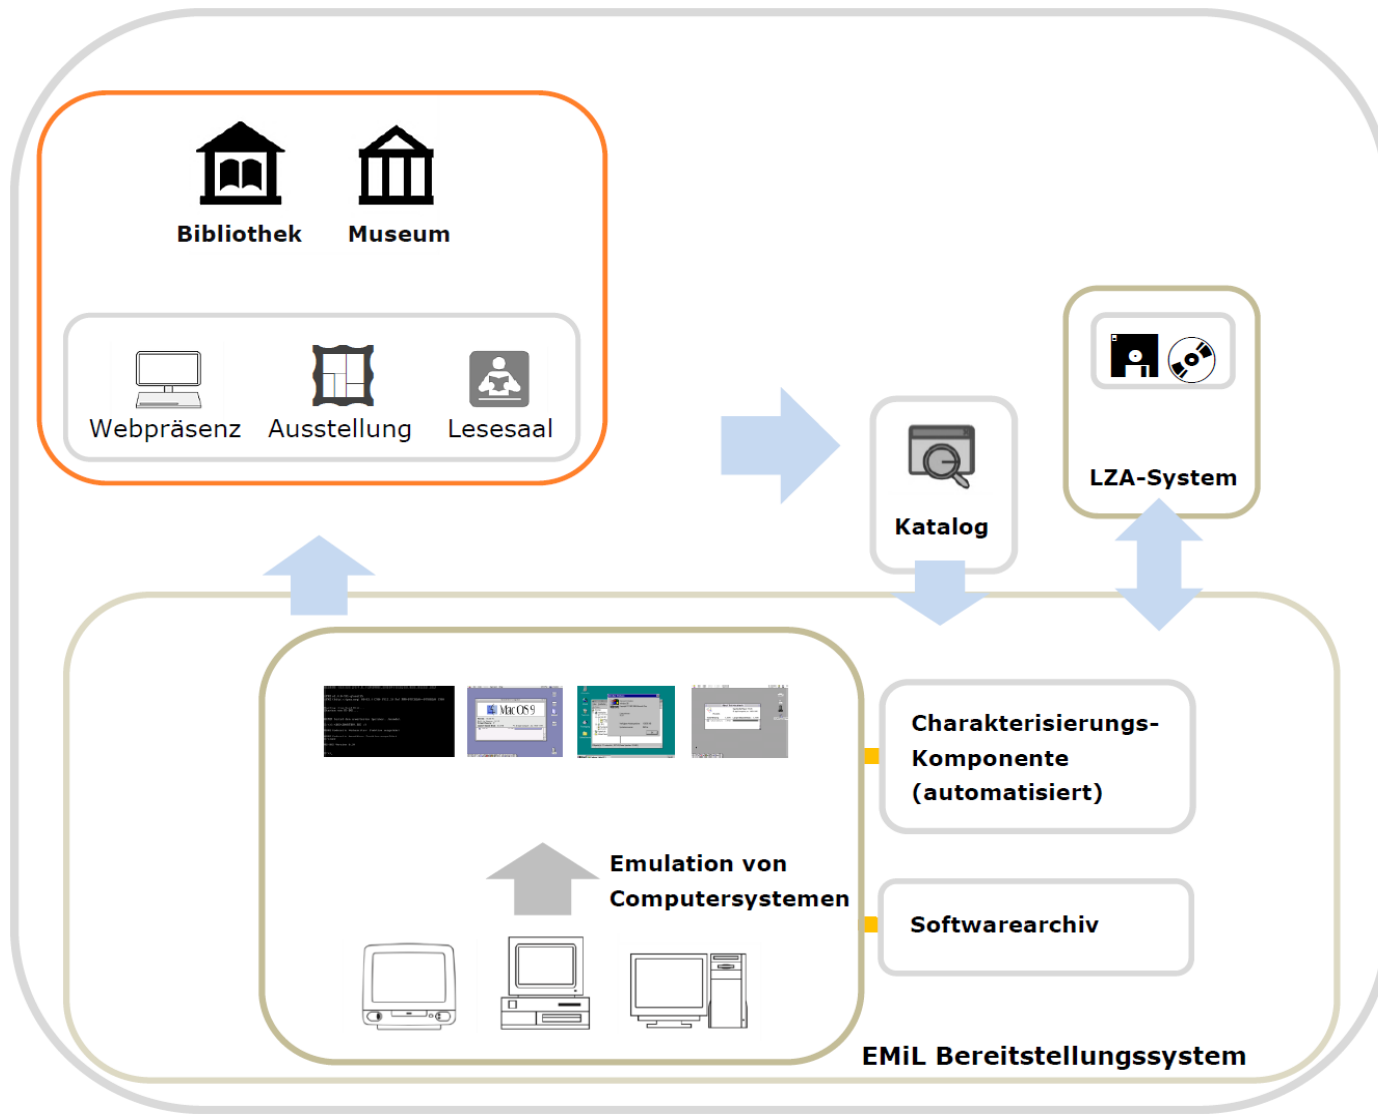 Bibliothek
Museum
Webpräsenz
Ausstellung
Lesesaal
Katalog
LZA-System
Mac OS 9
Charakterisierungs-
Komponente
(automatisiert)
Emulation von
Computersystemen
Softwarearchiv
EMiL Bereitstellungssystem